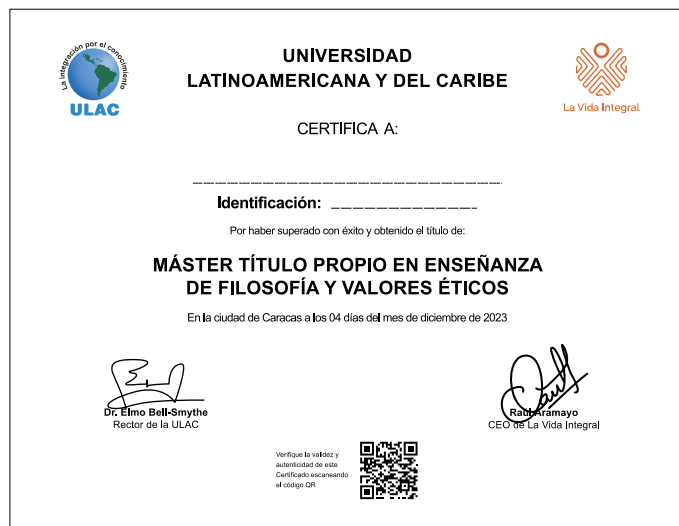 La integración por el conocimiento
ULAC
UNIVERSIDAD
LATINOAMERICANA Y DEL CARIBE
La Vida Integral
CERTIFICA A:
Identificación:
Por haber superado con éxito y obtenido el título de:
MÁSTER TÍTULO PROPIO EN ENSEÑANZA
DE FILOSOFÍA Y VALORES ÉTICOS
En la ciudad de Caracas a los 04 días del mes de diciembre de 2023
Dr. Elmo Bell-Smythe
Rector de la ULAC
Raúl Aramayo
CEO de La Vida Integral
Verifique la validez y
autenticidad de este
Certificado escaneando
el código QR